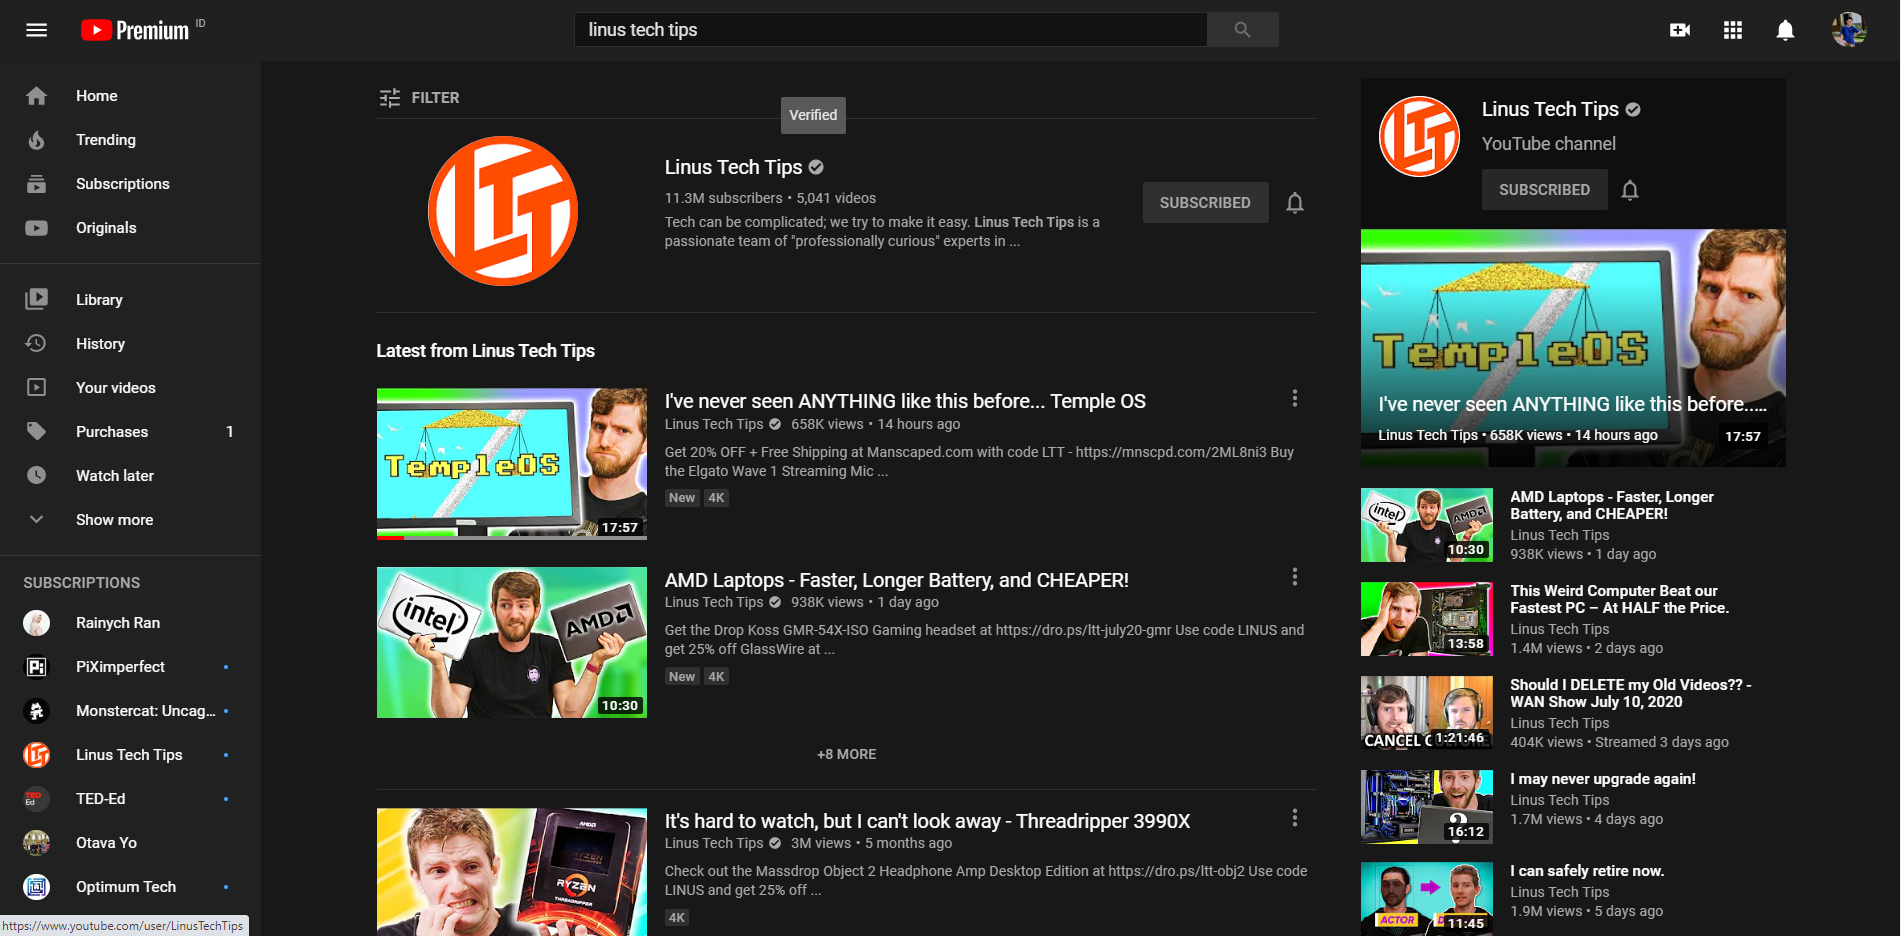 Premium ID
linus tech tips
Home
Trending
Subscriptions
Originals
Library
History
Your videos
Purchases 1
Watch later
Show more
SUBSCRIPTIONS
Rainych Ran
PiXimperfect
Monstercat: Uncag...
Linus Tech Tips
TED-Ed
Otava Yo
Optimum Tech
https://www.youtube.com/user/LinusTechTips
FILTER
Verified
LTT
Linus Tech Tips
11.3M subscribers • 5,041 videos
Tech can be complicated; we try to make it easy. Linus Tech Tips is a
passionate team of "professionally curious" experts in ...
SUBSCRIBED
Latest from Linus Tech Tips
TempleOS
17:57
I've never seen ANYTHING like this before... Temple OS
Linus Tech Tips 658K views • 14 hours ago
Get 20% OFF + Free Shipping at Manscaped.com with code LTT - https://mnscpd.com/2ML8ni3 Buy
the Elgato Wave 1 Streaming Mic ...
New 4K
intel
AMD
10:30
AMD Laptops - Faster, Longer Battery, and CHEAPER!
Linus Tech Tips 938K views • 1 day ago
Get the Drop Koss GMR-54X-ISO Gaming headset at https://dro.ps/ltt-july20-gmr Use code LINUS and
get 25% off GlassWire at ...
New 4K
+8 MORE
AMD
RYZEN
RYZEN
THREADRIPPER
It's hard to watch, but I can't look away - Threadripper 3990X
Linus Tech Tips 3M views • 5 months ago
Check out the Massdrop Object 2 Headphone Amp Desktop Edition at https://dro.ps/ltt-obj2 Use code
LINUS and get 25% off ...
4K
LTT
Linus Tech Tips
YouTube channel
SUBSCRIBED
TempleOS
I've never seen ANYTHING like this before.....
Linus Tech Tips • 658K views • 14 hours ago
17:57
intel
AMD
10:30
AMD Laptops - Faster, Longer
Battery, and CHEAPER!
Linus Tech Tips
938K views • 1 day ago
13:58
This Weird Computer Beat our
Fastest PC – At HALF the Price.
Linus Tech Tips
1.4M views • 2 days ago
CANCEL
1:21:46
Should I DELETE my Old Videos?? -
WAN Show July 10, 2020
Linus Tech Tips
404K views • Streamed 3 days ago
?
16:12
I may never upgrade again!
Linus Tech Tips
1.7M views • 4 days ago
ACTOR
11:45
I can safely retire now.
Linus Tech Tips
1.9M views • 5 days ago